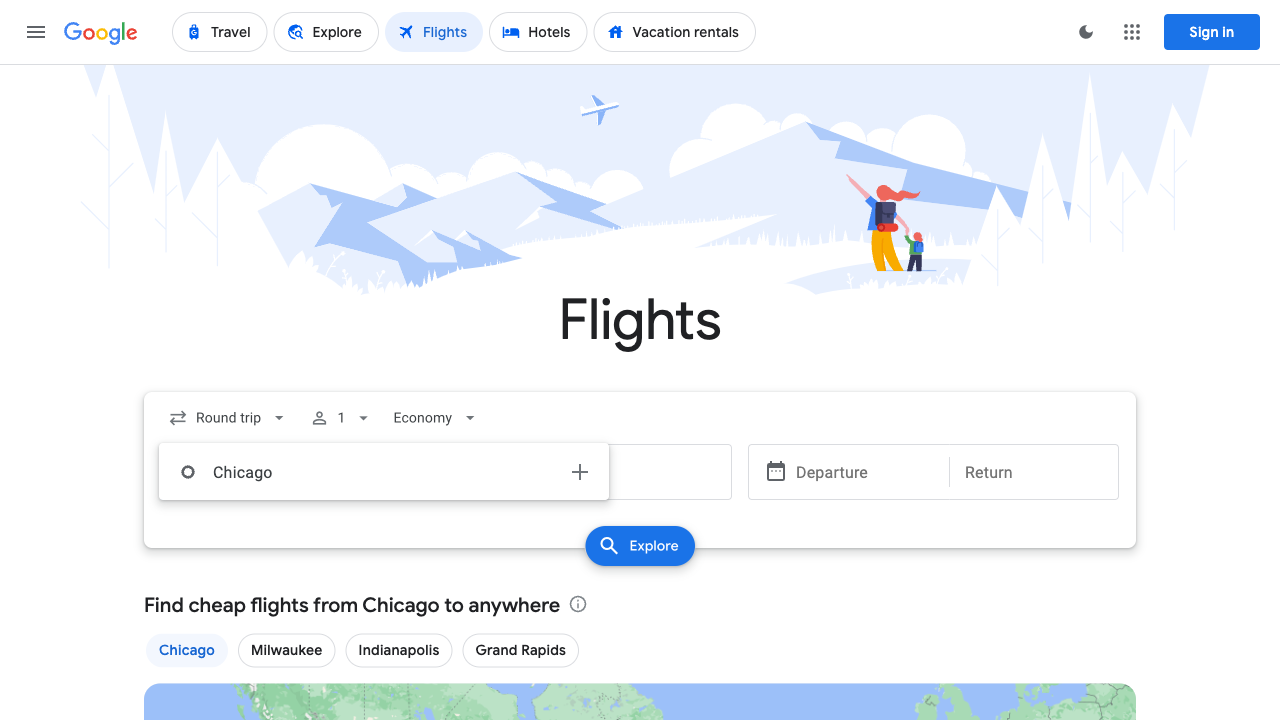 Google
Travel
Explore
Flights
Hotels
Vacation rentals
Sign in
Flights
Round trip
1
Economy
Chicago
Departure
Return
Explore
Find cheap flights from Chicago to anywhere
Chicago
Milwaukee
Indianapolis
Grand Rapids